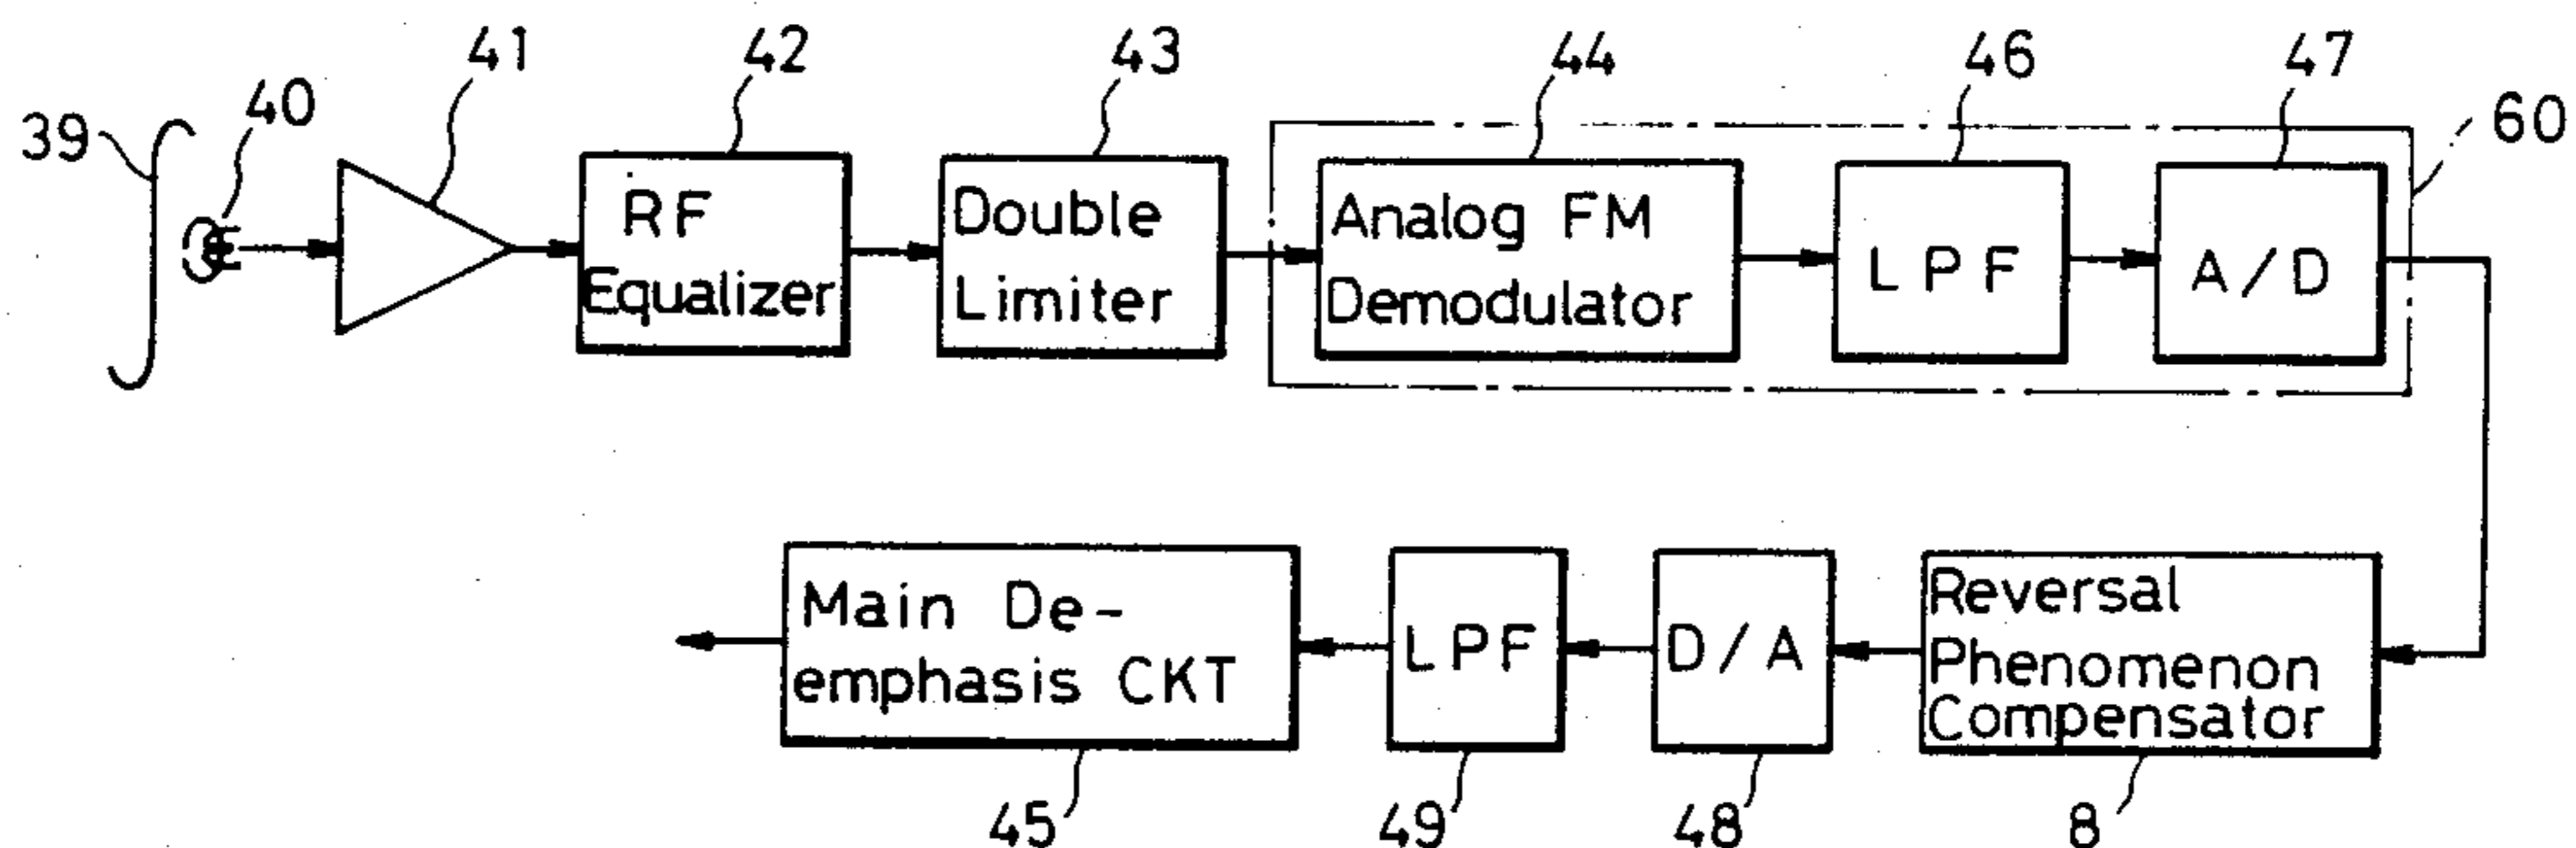 39
40
41
42
43
44
46
47
60
RF
Equalizer
Double
Limiter
Analog FM
Demodulator
LPF
A/D
Main De-
emphasis CKT
LPF
D/A
Reversal
Phenomenon
Compensator
45
49
48
8